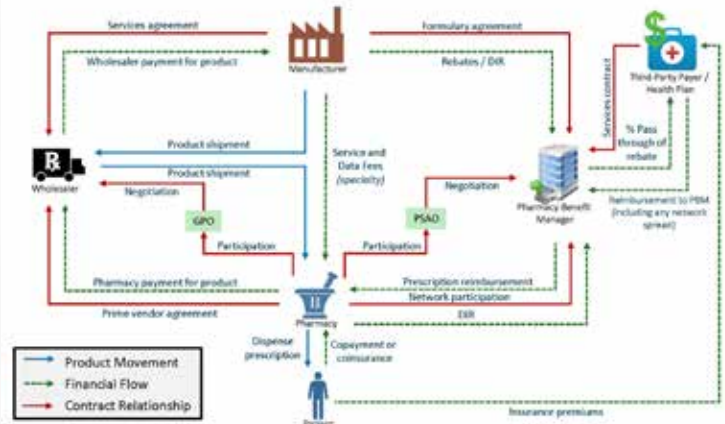 Services agreement
Formulary agreement
Wholesaler payment for product
Manufacturer
Rebates / DIR
Third-Party Payer /
Health Plan
Services contract
% Pass
through of
rebate
Product shipment
Product shipment
Service and
Data Fees
(specialty)
Rx
Wholesaler
Negotiation
Negotiation
GPO
PSAO
Pharmacy Benefit
Manager
Reimbursement to PBM
(including any network
spread)
Participation
Participation
Pharmacy payment for product
Prescription reimbursement
Network participation
Prime vendor agreement
Pharmacy
DIR
Dispense
prescription
Copayment or
coinsurance
Product Movement
Financial Flow
Contract Relationship
Insurance premiums